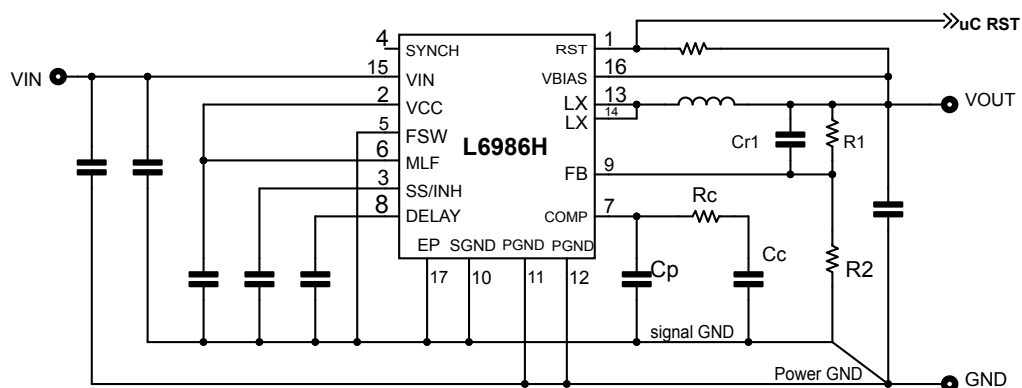 uC RST
4 SYNCH RST 1
VIN 15 VIN VBIAS 16
2 VCC LX 13 VOUT
LX 14
5 FSW
L6986H
Cr1 R1
6 MLF
3 SS/INH FB 9
8 DELAY COMP 7 Rc
EP SGND PGND PGND
17 10 11 12 Cp Cc R2
signal GND
Power GND GND